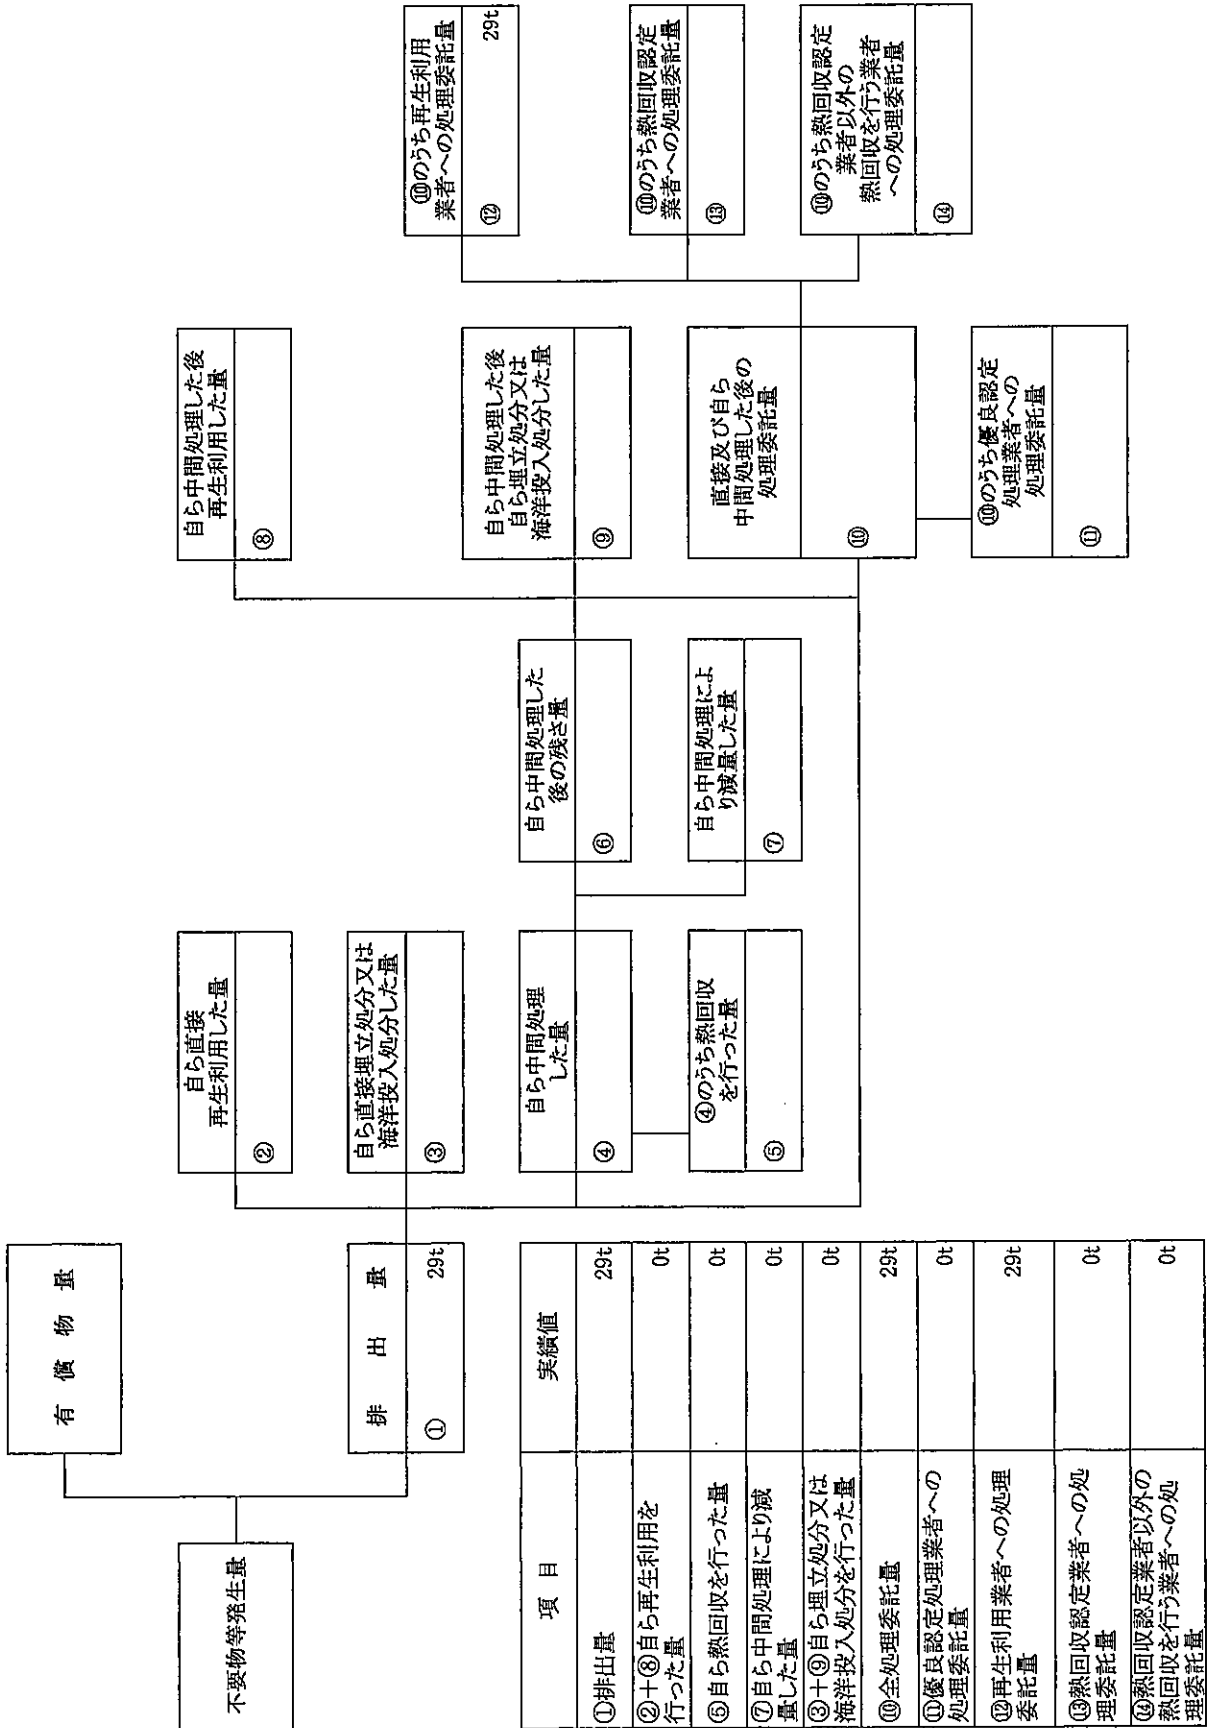 有償物量
不要物等発生量
排出量
① 29t
自ら直接
再生利用した量
②
自ら直接埋立処分又は
海洋投入処分した量
③
自ら中間処理
した量
④
④のうち熱回収
を行った量
⑤
自ら中間処理した
後の残さ量
⑥
自ら中間処理によ
り減量した量
⑦
自ら中間処理した後
再生利用した量
⑧
自ら中間処理した後
自ら埋立処分又は
海洋投入処分した量
⑨
直接及び自ら
中間処理した後の
処理委託量
⑩
⑩のうち優良認定
処理業者への
処理委託量
⑪
⑩のうち再生利用
業者への処理委託量
⑫ 29t
⑩のうち熱回収認定
業者への処理委託量
⑬
⑩のうち熱回収認定
業者以外の
熱回収を行う業者
への処理委託量
⑭
項目 実績値
①排出量 29t
②+⑧自ら再生利用を
行った量 0t
⑤自ら熱回収を行った量 0t
⑦自ら中間処理により減
量した量 0t
③+⑨自ら埋立処分又は
海洋投入処分を行った量 0t
⑩全処理委託量 29t
⑪優良認定処理業者への
処理委託量 0t
⑫再生利用業者への処理
委託量 29t
⑬熱回収認定業者への処
理委託量 0t
⑭熱回収認定業者以外の
熱回収を行う業者への処
理委託量 0t